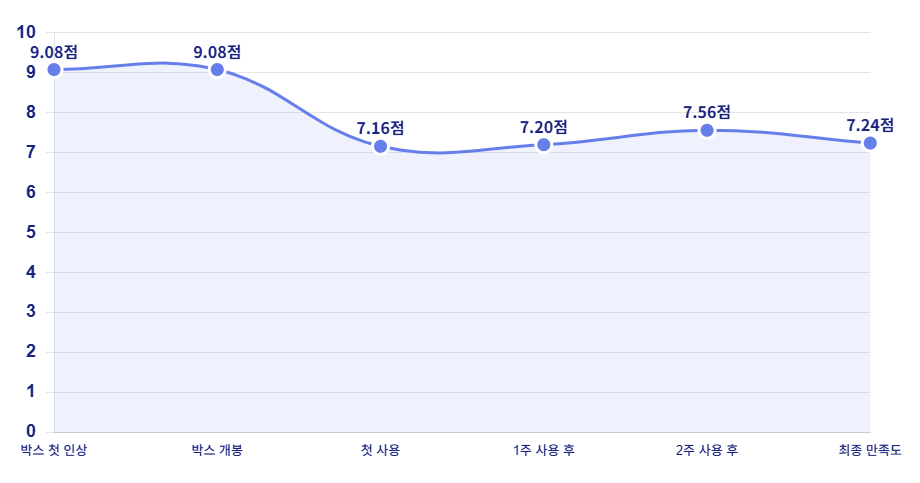 10
9
8
7
6
5
4
3
2
1
0
9.08점
9.08점
7.16점
7.20점
7.56점
7.24점
박스 첫 인상
박스 개봉
첫 사용
1주 사용 후
2주 사용 후
최종 만족도